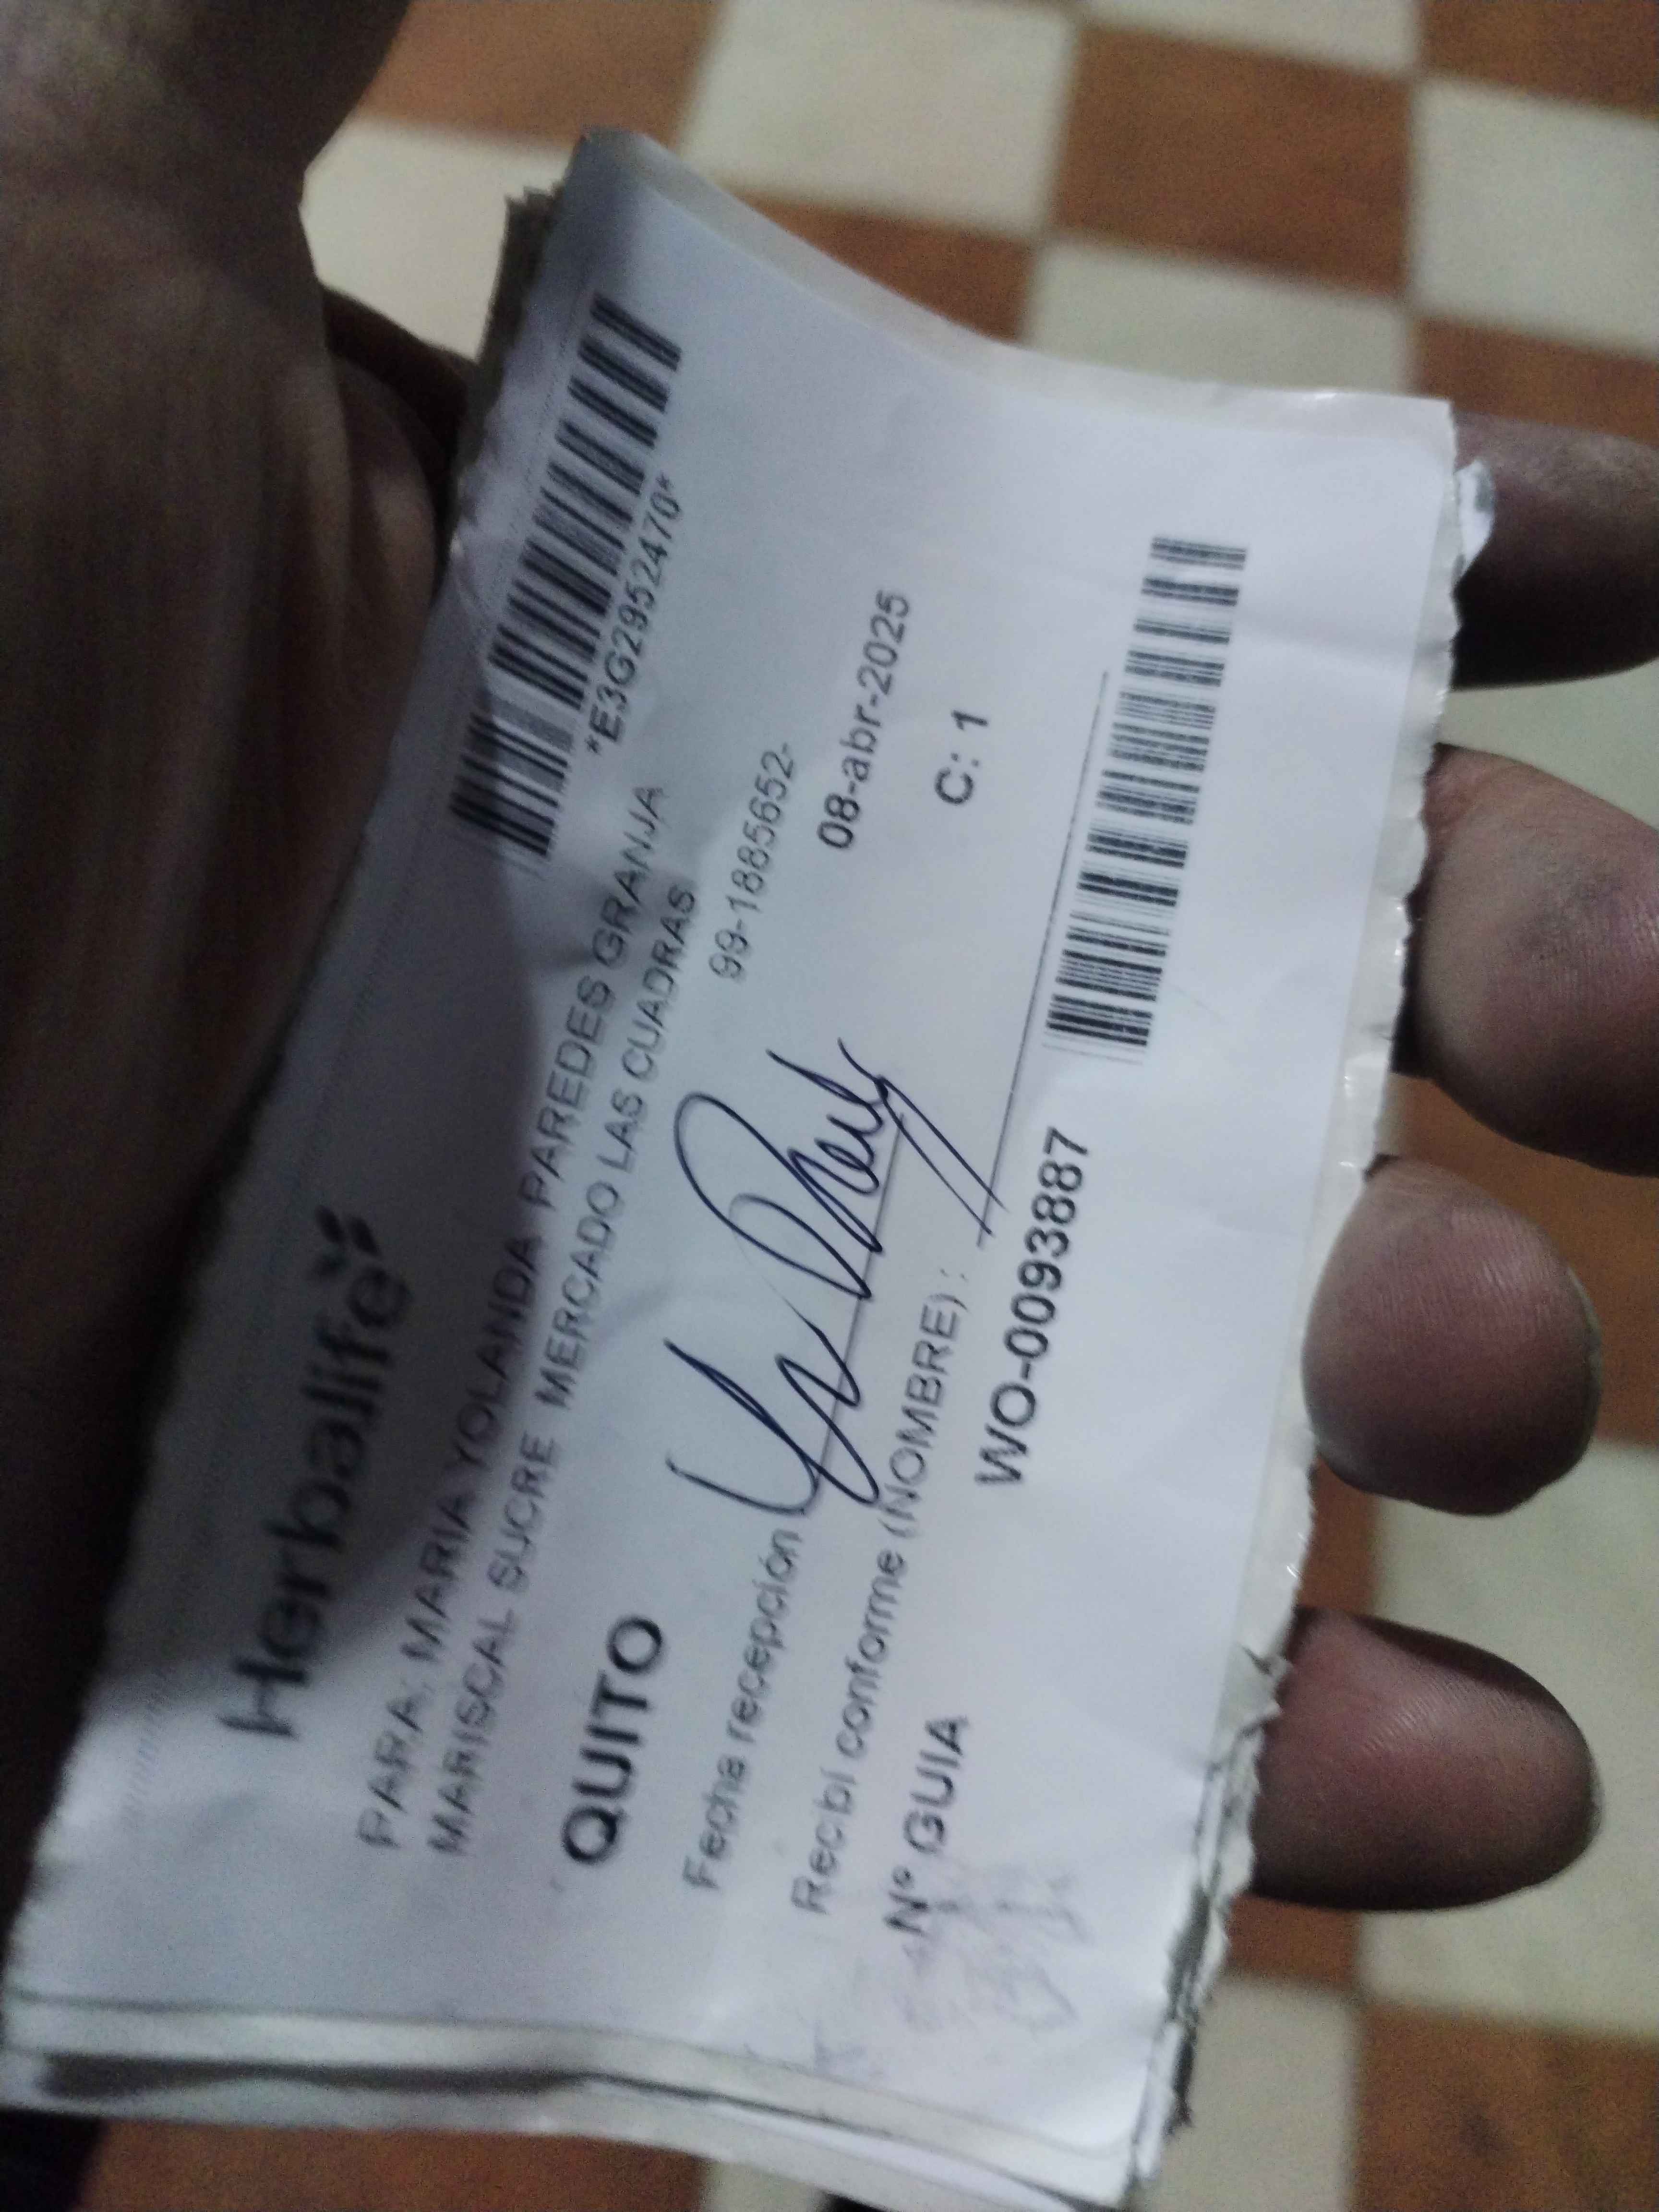 Herbalife
*E3G2952470*
PARA: MARIA YOLANDA PAREDES GRANJA
MARISCAL SUCRE MERCADO LAS CUADRAS
QUITO
99-1885652-
Fecha recepción
08-abr-2025
Recibí conforme (NOMBRE) :
C: 1
Nº GUIA
WO-0093887